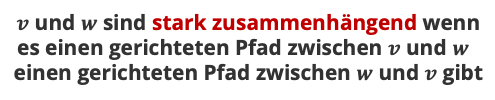 𝒗 und 𝒘 sind stark zusammenhängend wenn
es einen gerichteten Pfad zwischen 𝒗 und 𝒘
einen gerichteten Pfad zwischen 𝒘 und 𝒗 gibt